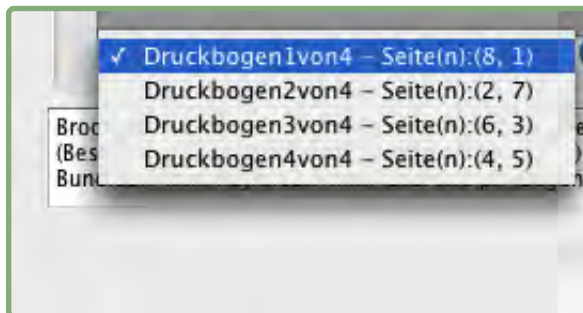 ✓ Druckbogen1von4 – Seite(n):(8, 1)
Druckbogen2von4 – Seite(n):(2, 7)
Druckbogen3von4 – Seite(n):(6, 3)
Druckbogen4von4 – Seite(n):(4, 5)